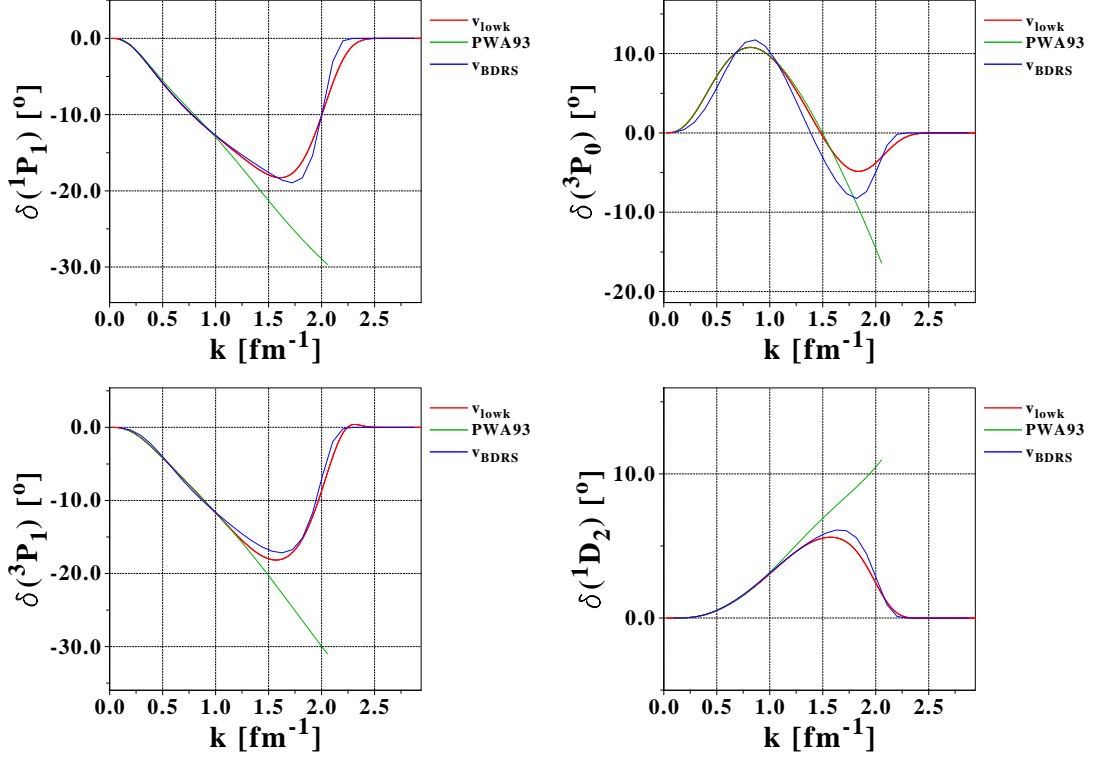 v_lowk
PWA93
v_BDRS
0.0
-10.0
-20.0
-30.0
δ(¹P₁) [º]
0.0 0.5 1.0 1.5 2.0 2.5
k [fm⁻¹]
v_lowk
PWA93
v_BDRS
10.0
0.0
-10.0
-20.0
δ(³P₀) [º]
0.0 0.5 1.0 1.5 2.0 2.5
k [fm⁻¹]
v_lowk
PWA93
v_BDRS
0.0
-10.0
-20.0
-30.0
δ(³P₁) [º]
0.0 0.5 1.0 1.5 2.0 2.5
k [fm⁻¹]
v_lowk
PWA93
v_BDRS
10.0
0.0
δ(¹D₂) [º]
0.0 0.5 1.0 1.5 2.0 2.5
k [fm⁻¹]